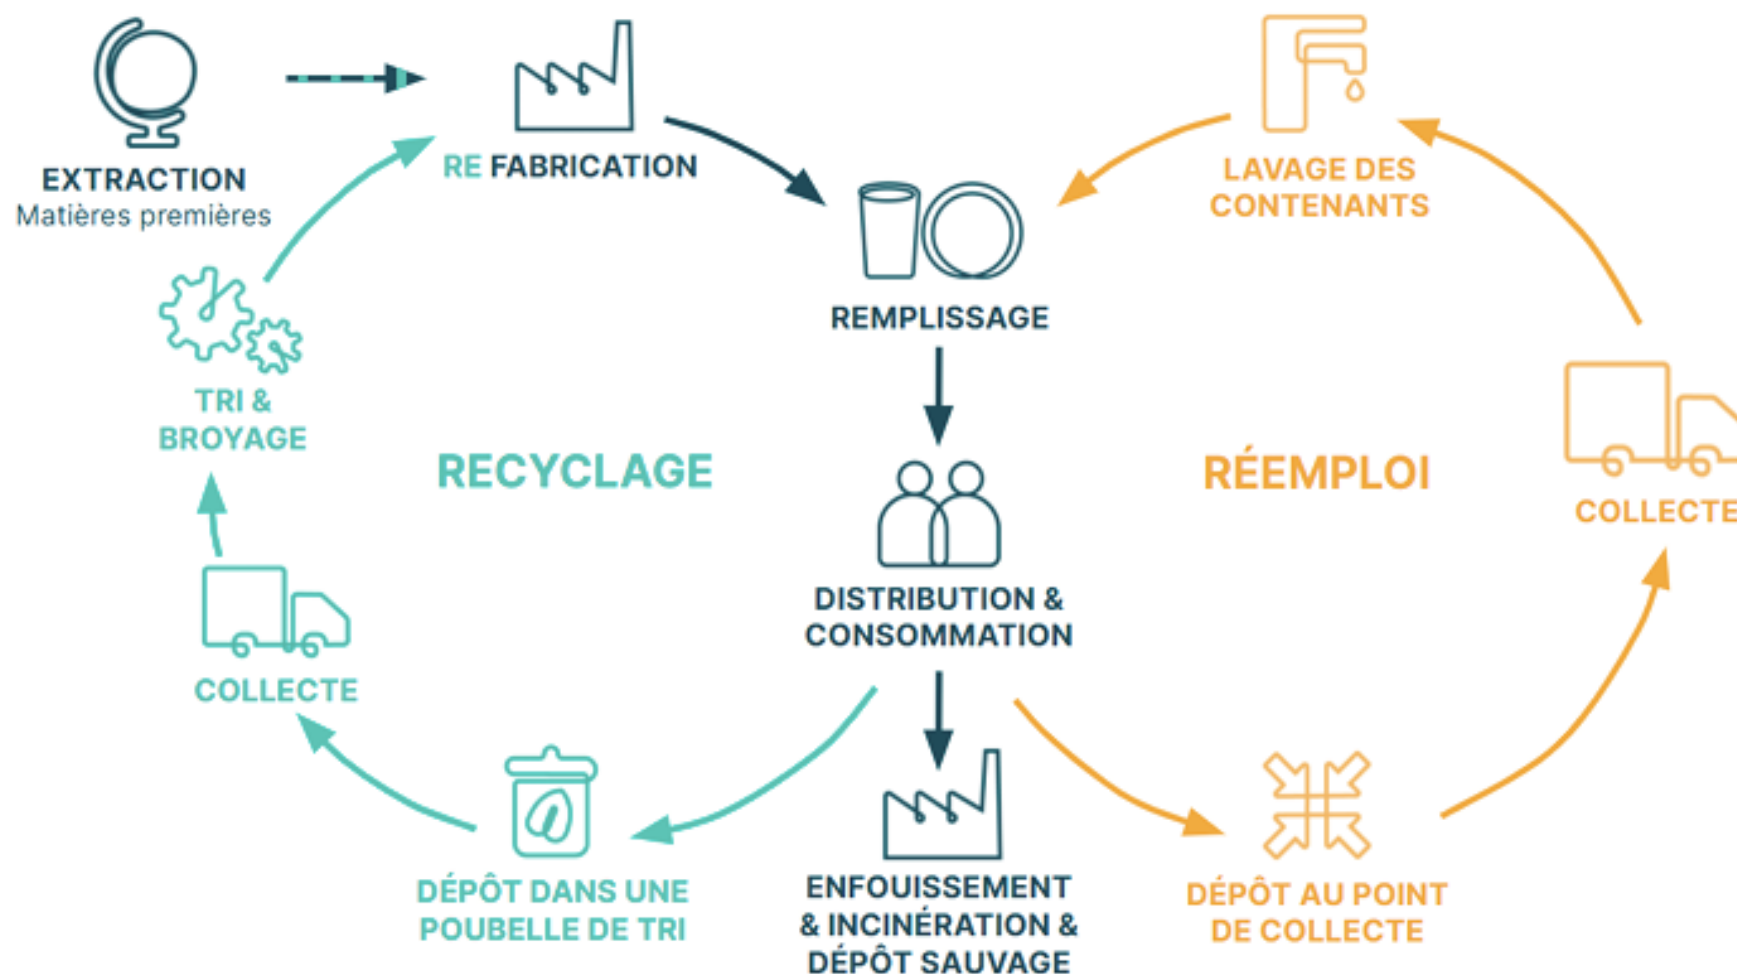 EXTRACTION
Matières premières
RE FABRICATION
LAVAGE DES
CONTENANTS
REMPLISSAGE
TRI &
BROYAGE
RECYCLAGE
RÉEMPLOI
COLLECTE
DISTRIBUTION &
CONSOMMATION
COLLECTE
DÉPÔT DANS UNE
POUBELLE DE TRI
ENFOUISSEMENT
& INCINÉRATION &
DÉPÔT SAUVAGE
DÉPÔT AU POINT
DE COLLECTE